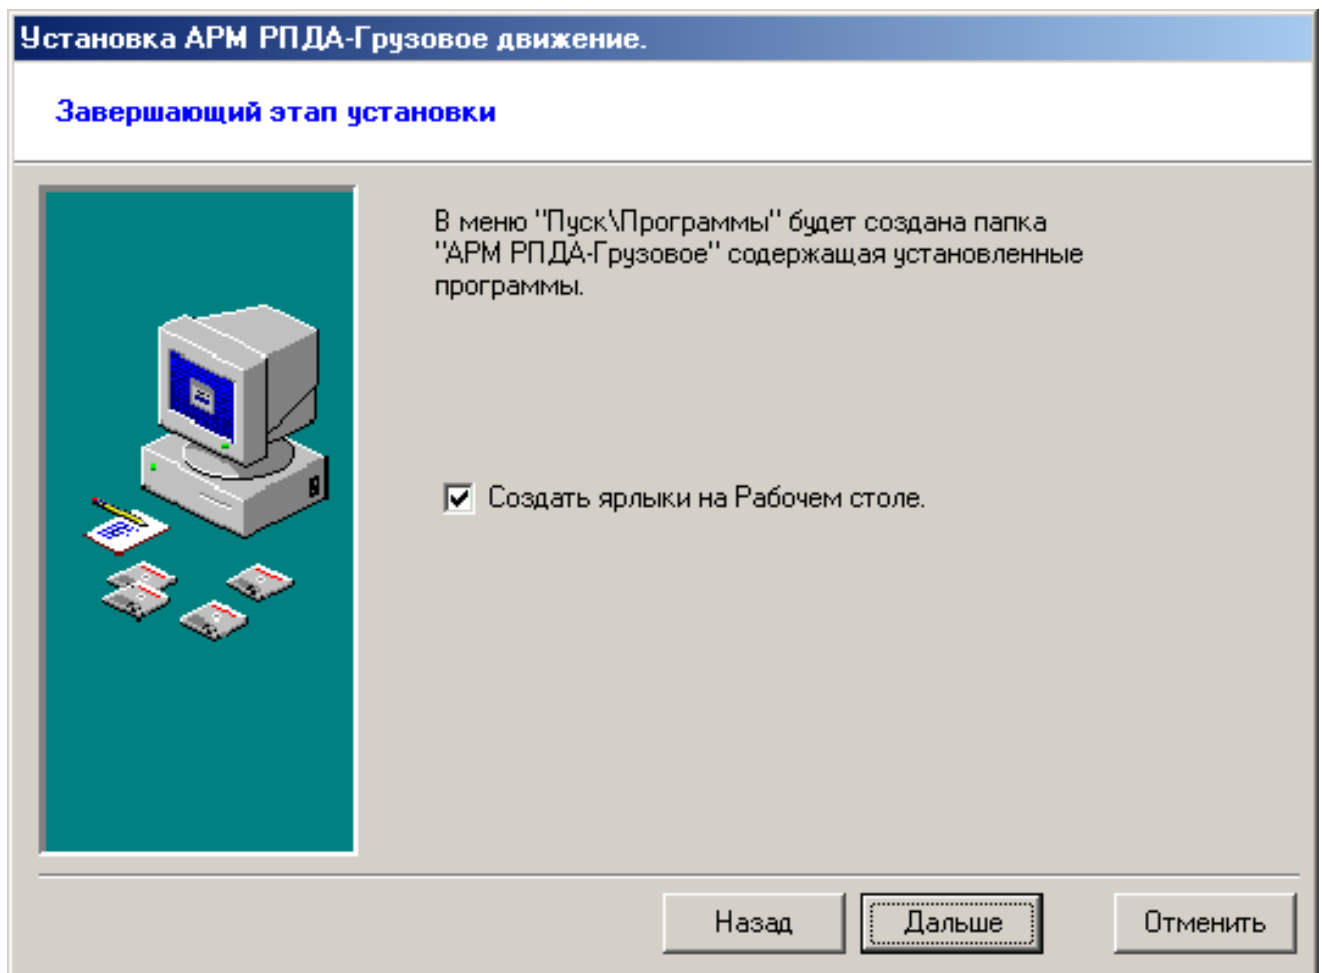 Установка АРМ РПДА-Грузовое движение.
Завершающий этап установки
В меню "Пуск\Программы" будет создана папка
"АРМ РПДА-Грузовое" содержащая установленные
программы.
Создать ярлыки на Рабочем столе.
Назад
Дальше
Отменить